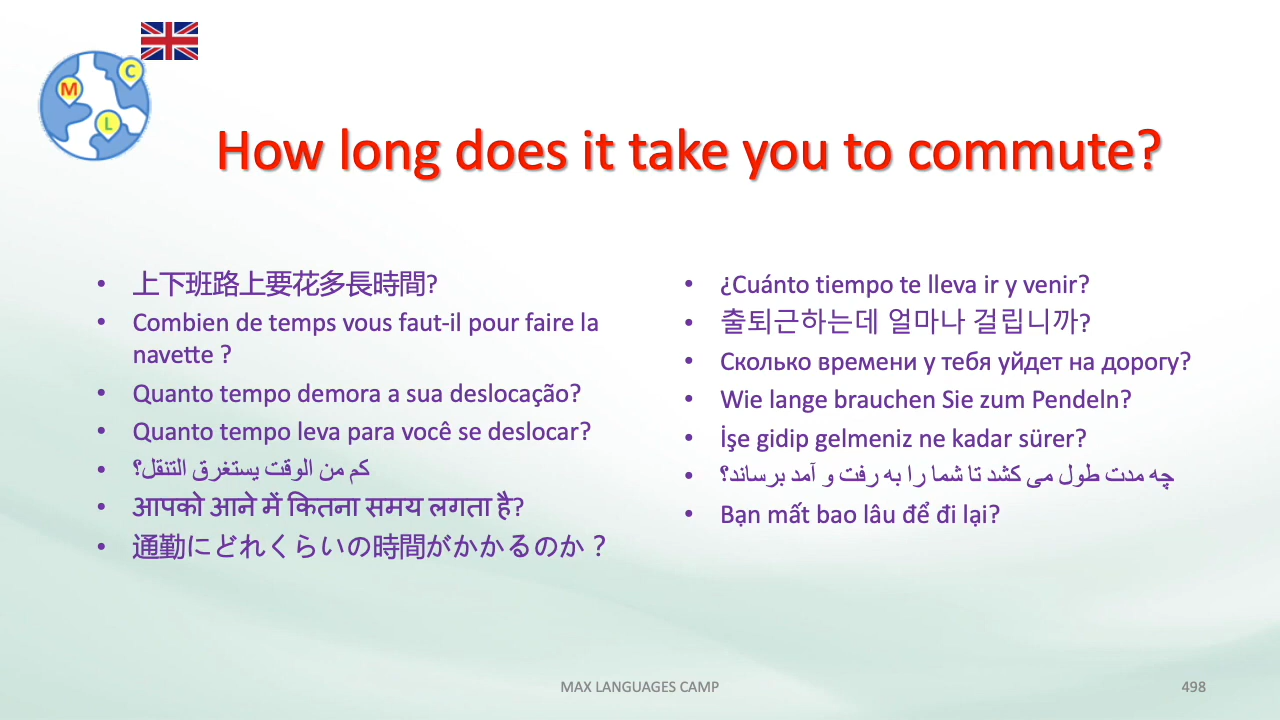 M
C
L
How long does it take you to commute?
• 上下班路上要花多長時間?
• Combien de temps vous faut-il pour faire la
navette ?
• Quanto tempo demora a sua deslocação?
• Quanto tempo leva para você se deslocar?
• كم من الوقت يستغرق التنقل؟
• आपको आने में कितना समय लगता है?
• 通勤にどれくらいの時間がかかるのか？
• ¿Cuánto tiempo te lleva ir y venir?
• 출퇴근하는데 얼마나 걸립니까?
• Сколько времени у тебя уйдет на дорогу?
• Wie lange brauchen Sie zum Pendeln?
• İşe gidip gelmeniz ne kadar sürer?
• چه مدت طول می کشد تا شما را به رفت و آمد برساند؟
• Bạn mất bao lâu để đi lại?
MAX LANGUAGES CAMP
498